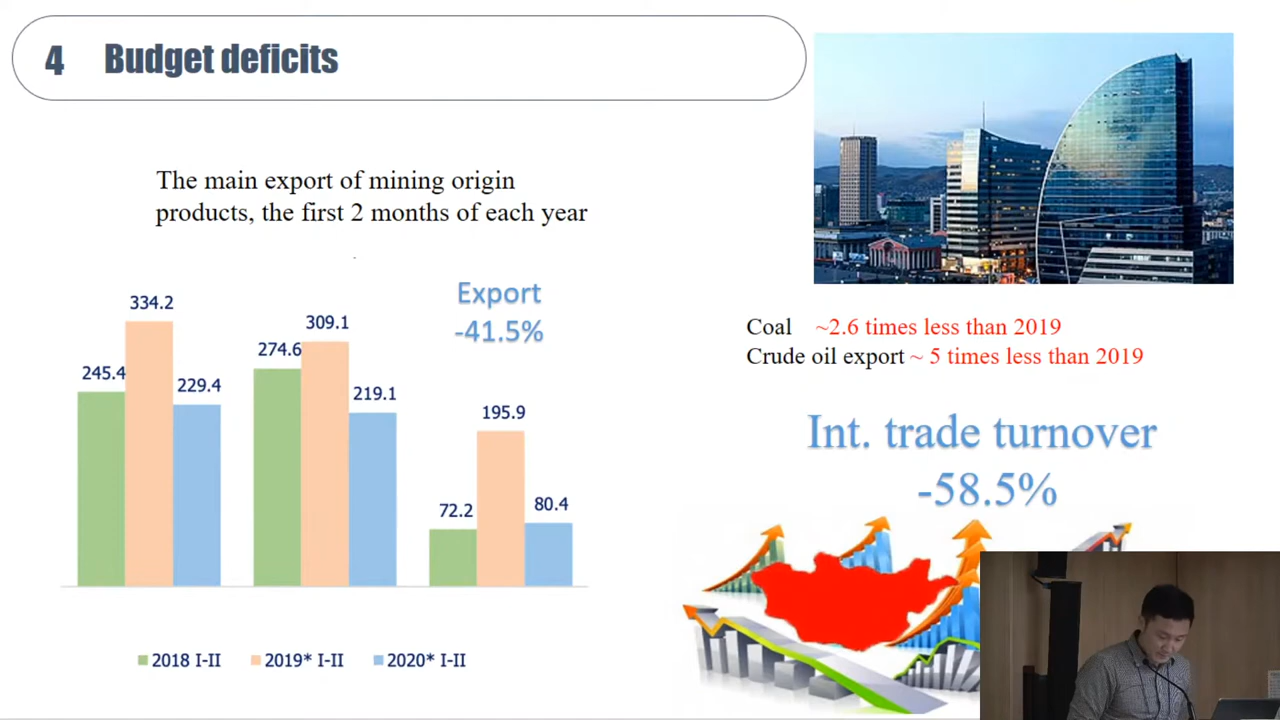 4 Budget deficits
The main export of mining origin
products, the first 2 months of each year
Export
-41.5%
334.2
309.1
274.6
245.4
229.4
219.1
195.9
72.2
80.4
2018 I-II 2019* I-II 2020* I-II
Coal ~2.6 times less than 2019
Crude oil export ~ 5 times less than 2019
Int. trade turnover
-58.5%